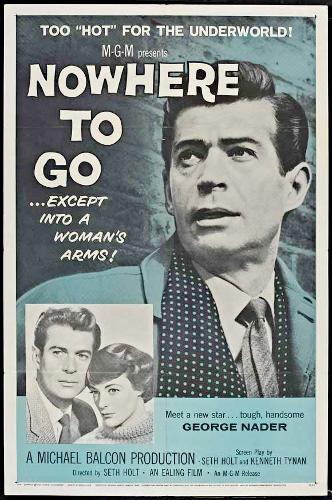 TOO "HOT" FOR THE UNDERWORLD!
M-G-M presents
NOWHERE
TO
GO
...EXCEPT
INTO A
WOMAN'S
ARMS!
Meet a new star...tough, handsome
GEORGE NADER
A MICHAEL BALCON PRODUCTION
Screen Play by
SETH HOLT and KENNETH TYNAN
Directed by SETH HOLT - AN EALING FILM - An M-G-M Release